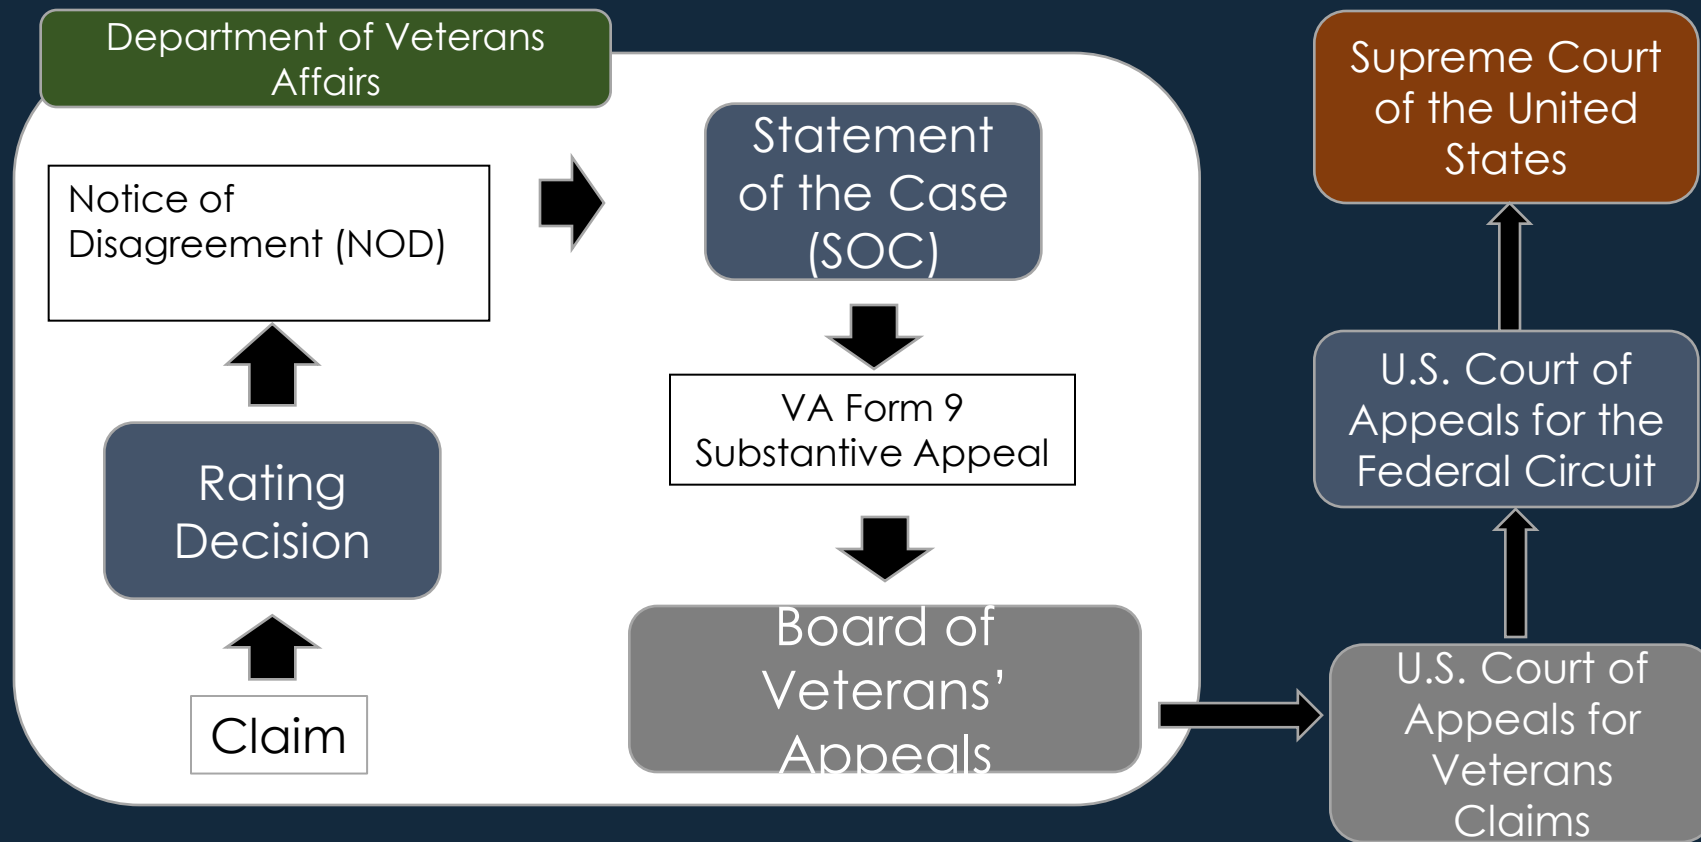 Department of Veterans
Affairs
Notice of
Disagreement (NOD)
Rating
Decision
Claim
Statement
of the Case
(SOC)
VA Form 9
Substantive Appeal
Board of
Veterans’
Appeals
Supreme Court
of the United
States
U.S. Court of
Appeals for the
Federal Circuit
U.S. Court of
Appeals for
Veterans
Claims